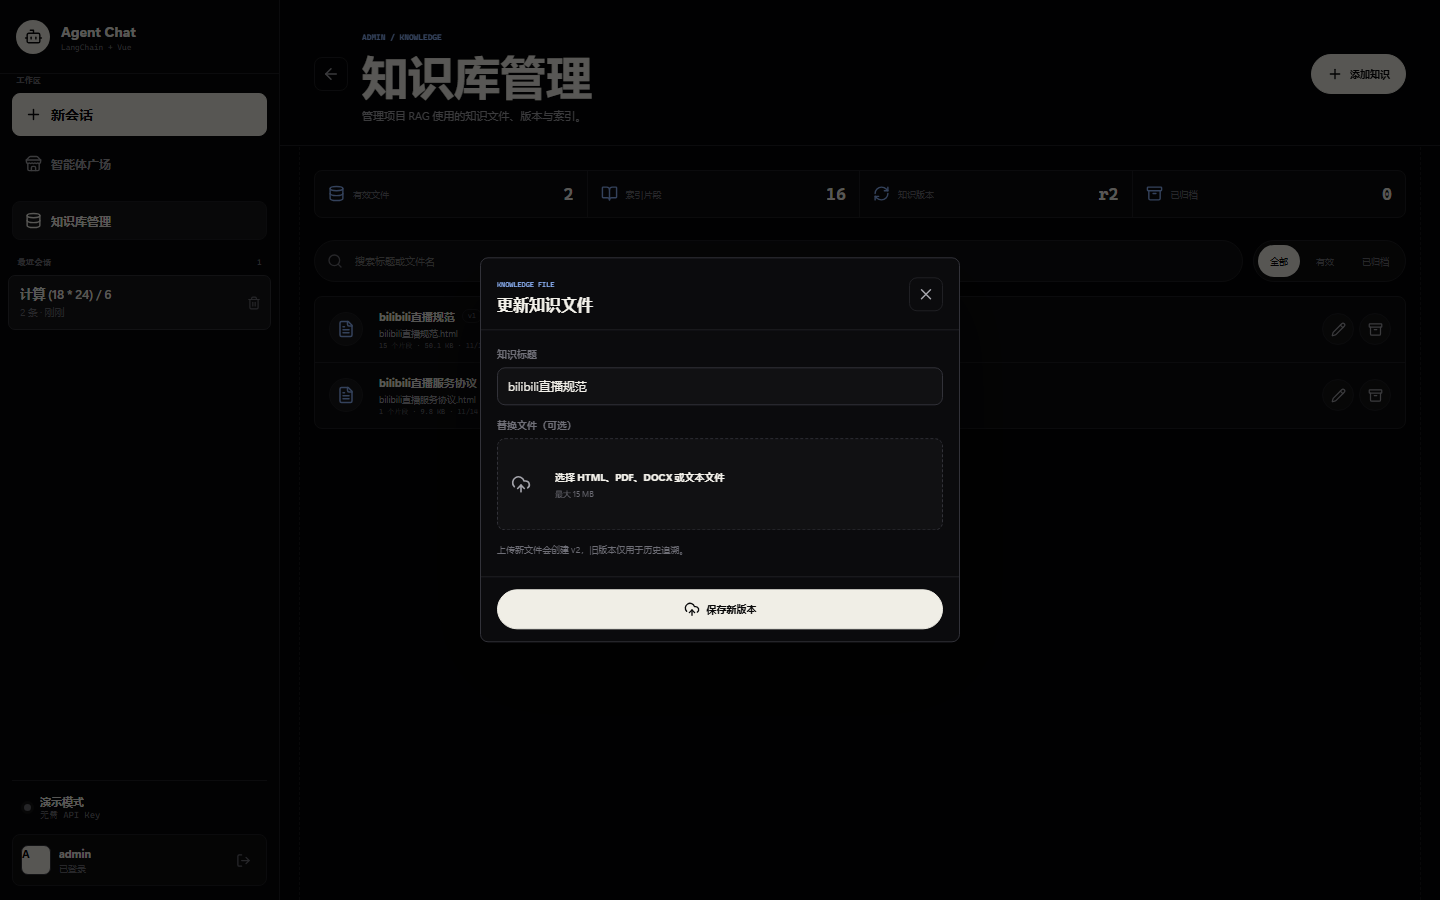 Agent Chat
LangChain + Vue
工作区
新会话
智能体广场
知识库管理
最近会话 1
计算 (18 * 24) / 6
2 条 · 刚刚
演示模式
无需 API Key
A
admin
已登录
ADMIN / KNOWLEDGE
知识库管理
管理项目 RAG 使用的知识文件、版本与索引。
添加知识
有效文件 2
索引片段 16
知识版本 r2
已归档 0
搜索标题或文件名
全部 有效 已归档
bilibili直播规范
bilibili直播规范.html
bilibili直播服务协议
bilibili直播服务协议.html
KNOWLEDGE FILE
更新知识文件
知识标题
bilibili直播规范
替换文件（可选）
选择 HTML、PDF、DOCX 或文本文件
最大 15 MB
上传新文件会创建 v2，旧版本仅用于历史追溯。
保存新版本